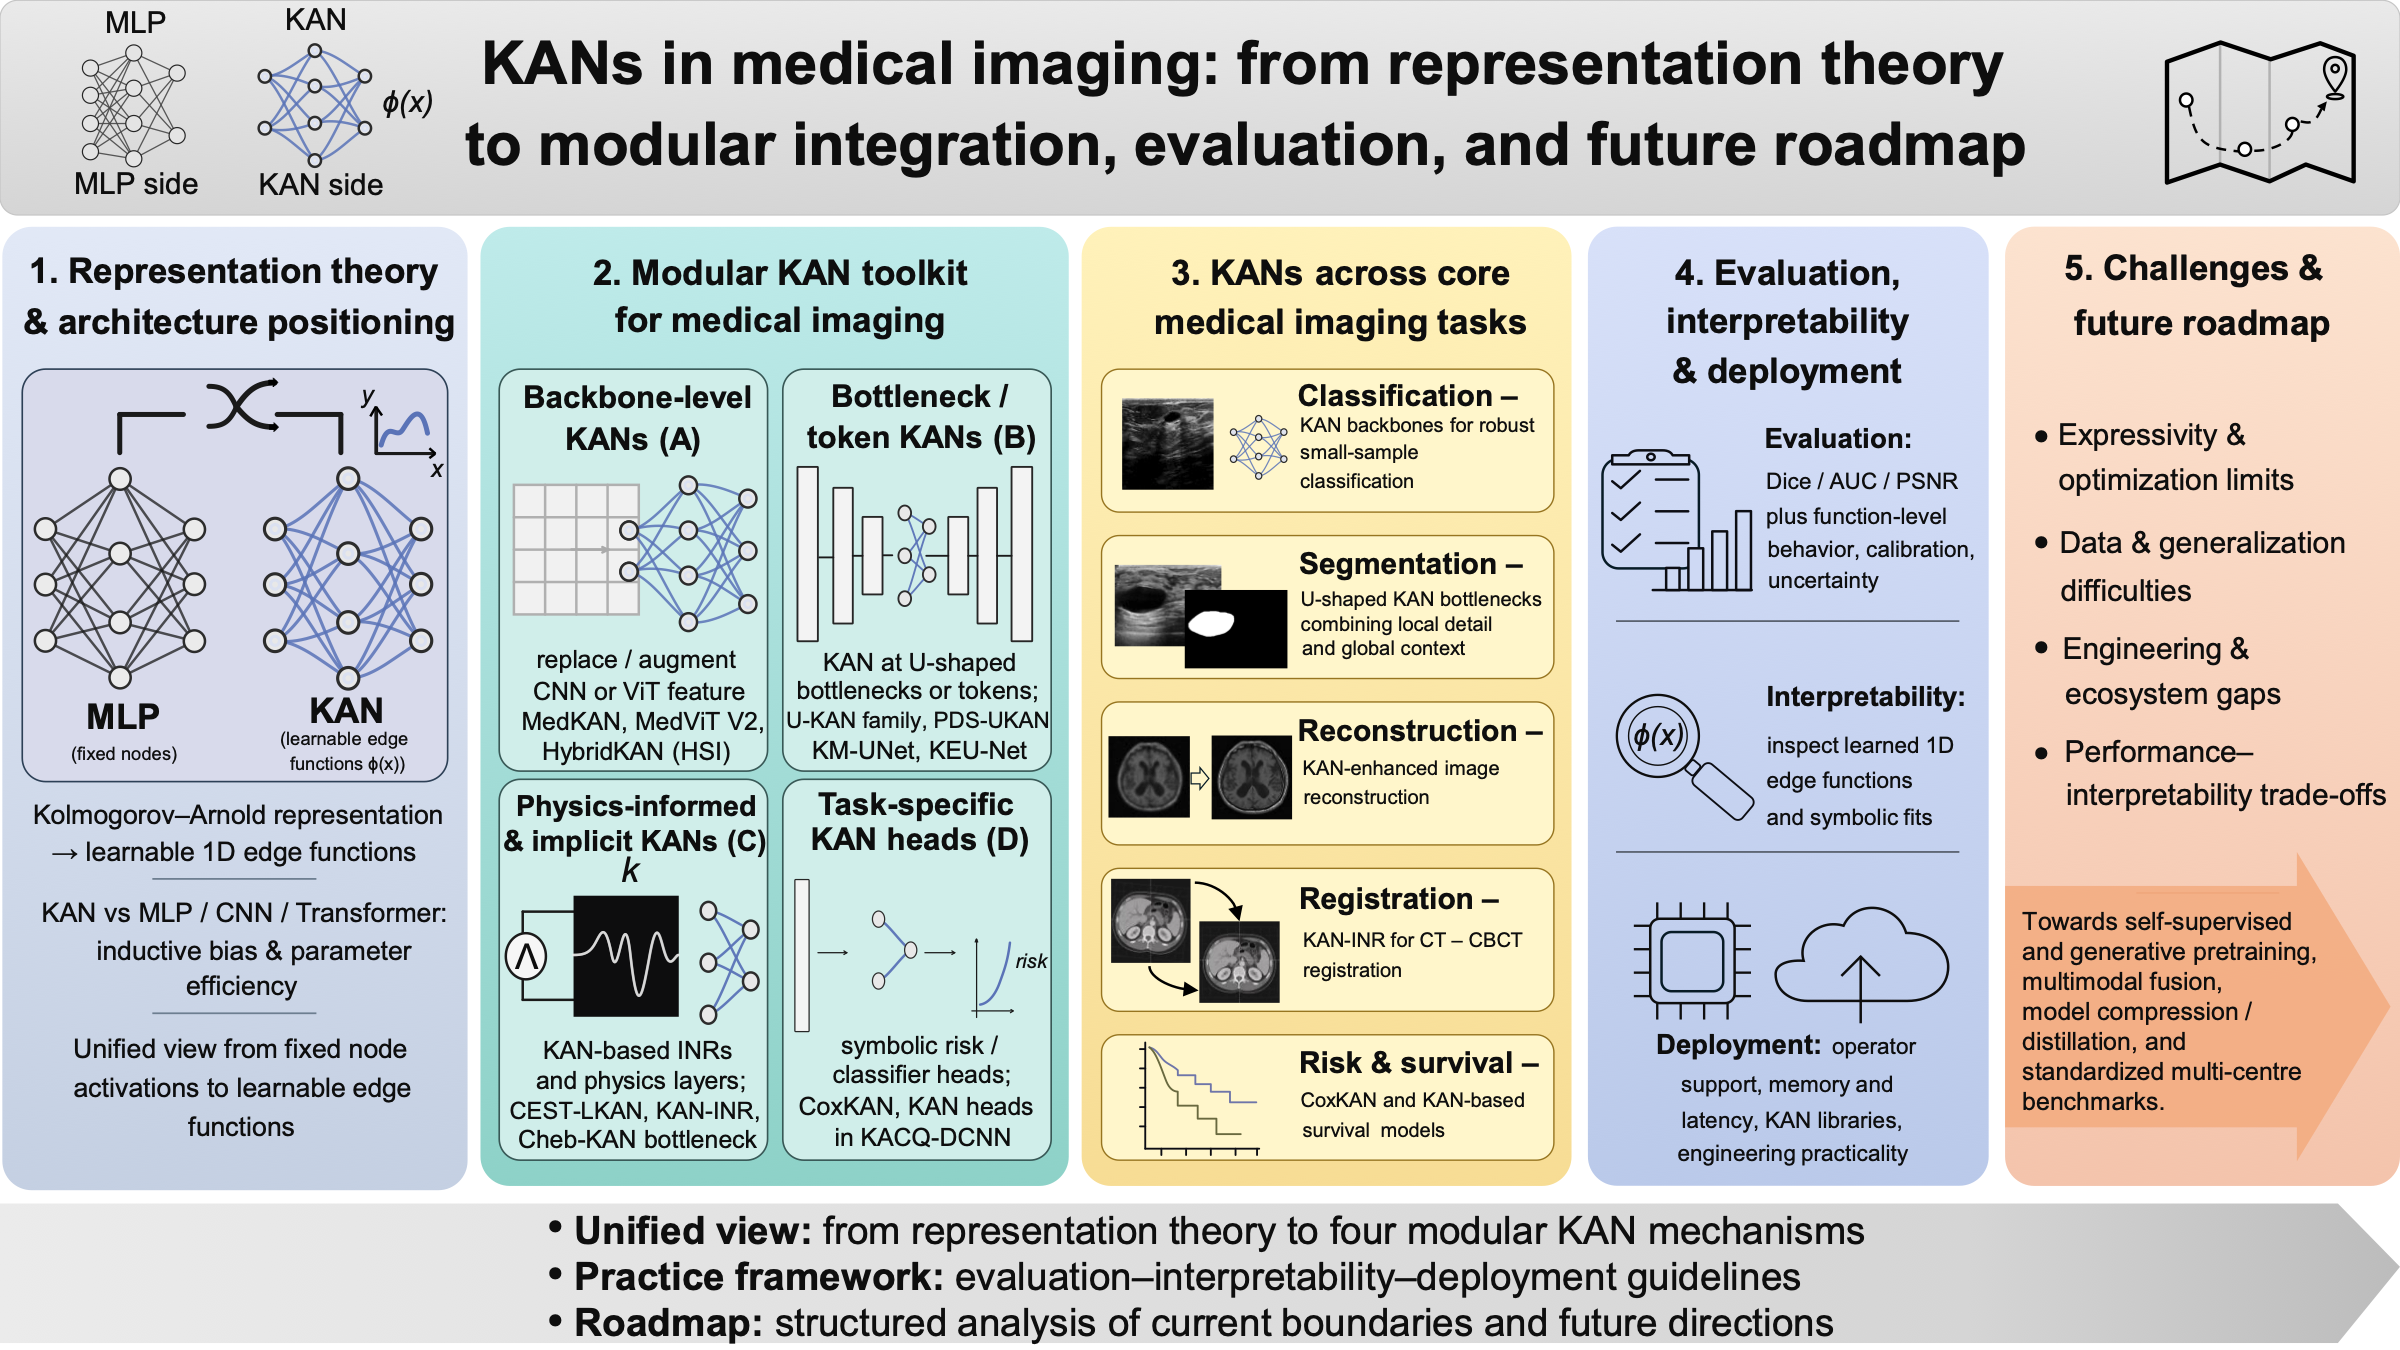 MLP
KAN
ϕ(x)
MLP side
KAN side
KANs in medical imaging: from representation theory
to modular integration, evaluation, and future roadmap
1. Representation theory
& architecture positioning
y
x
MLP
(fixed nodes)
KAN
(learnable edge
functions ϕ(x))
Kolmogorov–Arnold representation
→ learnable 1D edge functions
KAN vs MLP / CNN / Transformer:
inductive bias & parameter
efficiency
Unified view from fixed node
activations to learnable edge
functions
2. Modular KAN toolkit
for medical imaging
Backbone-level
KANs (A)
replace / augment
CNN or ViT feature
MedKAN, MedViT V2,
HybridKAN (HSI)
Bottleneck /
token KANs (B)
KAN at U-shaped
bottlenecks or tokens;
U-KAN family, PDS-UKAN
KM-UNet, KEU-Net
Physics-informed
& implicit KANs (C)
k
Λ
KAN-based INRs
and physics layers;
CEST-LKAN, KAN-INR,
Cheb-KAN bottleneck
Task-specific
KAN heads (D)
risk
symbolic risk /
classifier heads;
CoxKAN, KAN heads
in KACQ-DCNN
3. KANs across core
medical imaging tasks
Classification –
KAN backbones for robust
small-sample
classification
Segmentation –
U-shaped KAN bottlenecks
combining local detail
and global context
Reconstruction –
KAN-enhanced image
reconstruction
Registration –
KAN-INR for CT – CBCT
registration
Risk & survival –
CoxKAN and KAN-based
survival models
4. Evaluation,
interpretability
& deployment
Evaluation:
Dice / AUC / PSNR
plus function-level
behavior, calibration,
uncertainty
Interpretability:
ϕ(x)
inspect learned 1D
edge functions
and symbolic fits
Deployment: operator
support, memory and
latency, KAN libraries,
engineering practicality
5. Challenges &
future roadmap
• Expressivity &
optimization limits
• Data & generalization
difficulties
• Engineering &
ecosystem gaps
• Performance–
interpretability trade-offs
Towards self-supervised
and generative pretraining,
multimodal fusion,
model compression /
distillation, and
standardized multi-centre
benchmarks.
• Unified view: from representation theory to four modular KAN mechanisms
• Practice framework: evaluation–interpretability–deployment guidelines
• Roadmap: structured analysis of current boundaries and future directions